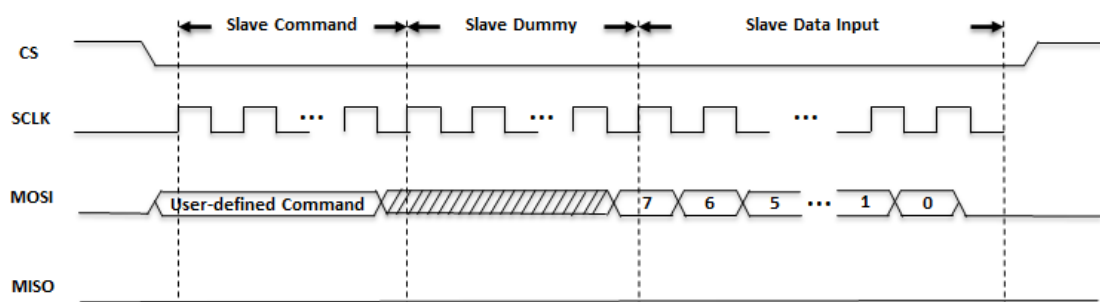 Slave Command Slave Dummy Slave Data Input
CS
SCLK ... ... ...
MOSI User-defined Command 7 6 5 ... 1 0
MISO